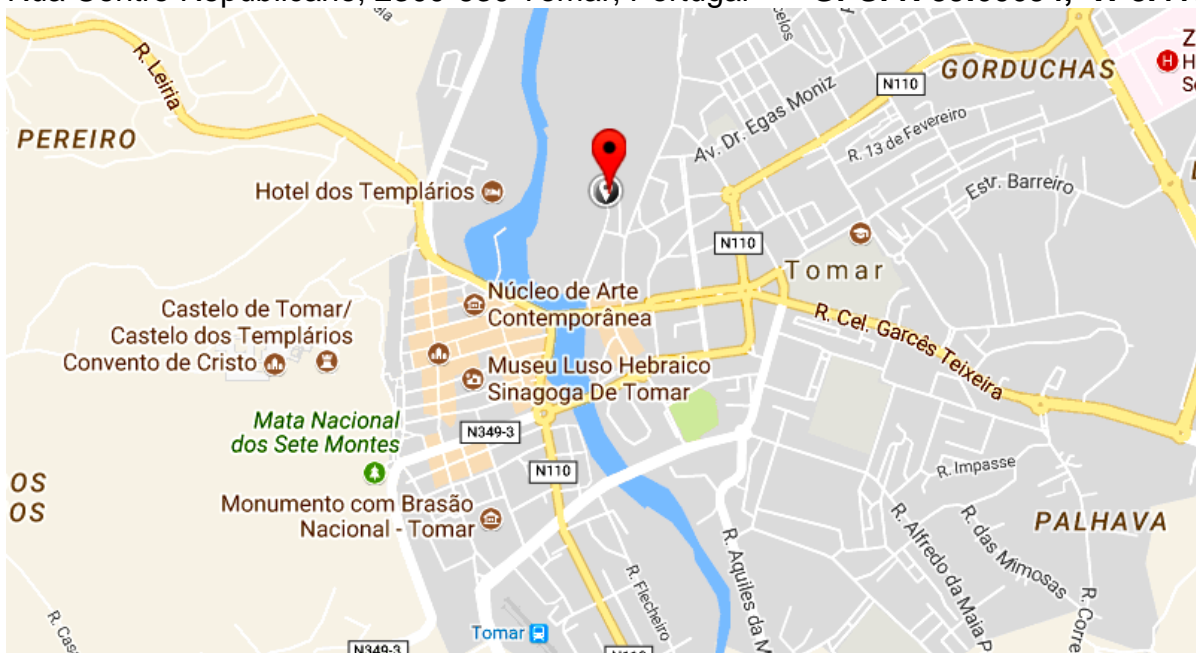 R. Leiria
N110
GORDUCHAS
H
PEREIRO
Av. Dr. Egas Moniz
R. 13 de Fevereiro
Hotel dos Templários
Estr. Barreiro
N110
Tomar
Núcleo de Arte
Contemporânea
Castelo de Tomar/
Castelo dos Templários
Convento de Cristo
R. Cel. Garcês Teixeira
Museu Luso Hebraico
Sinagoga De Tomar
Mata Nacional
dos Sete Montes
N349-3
N110
R. Impasse
OS
OS
Monumento com Brasão
Nacional - Tomar
PALHAVA
R. Alfredo da Maia P
R. das Mimosas
R. Aquiles da M
R. Flecheiro
R. Corre
Tomar
N349-3